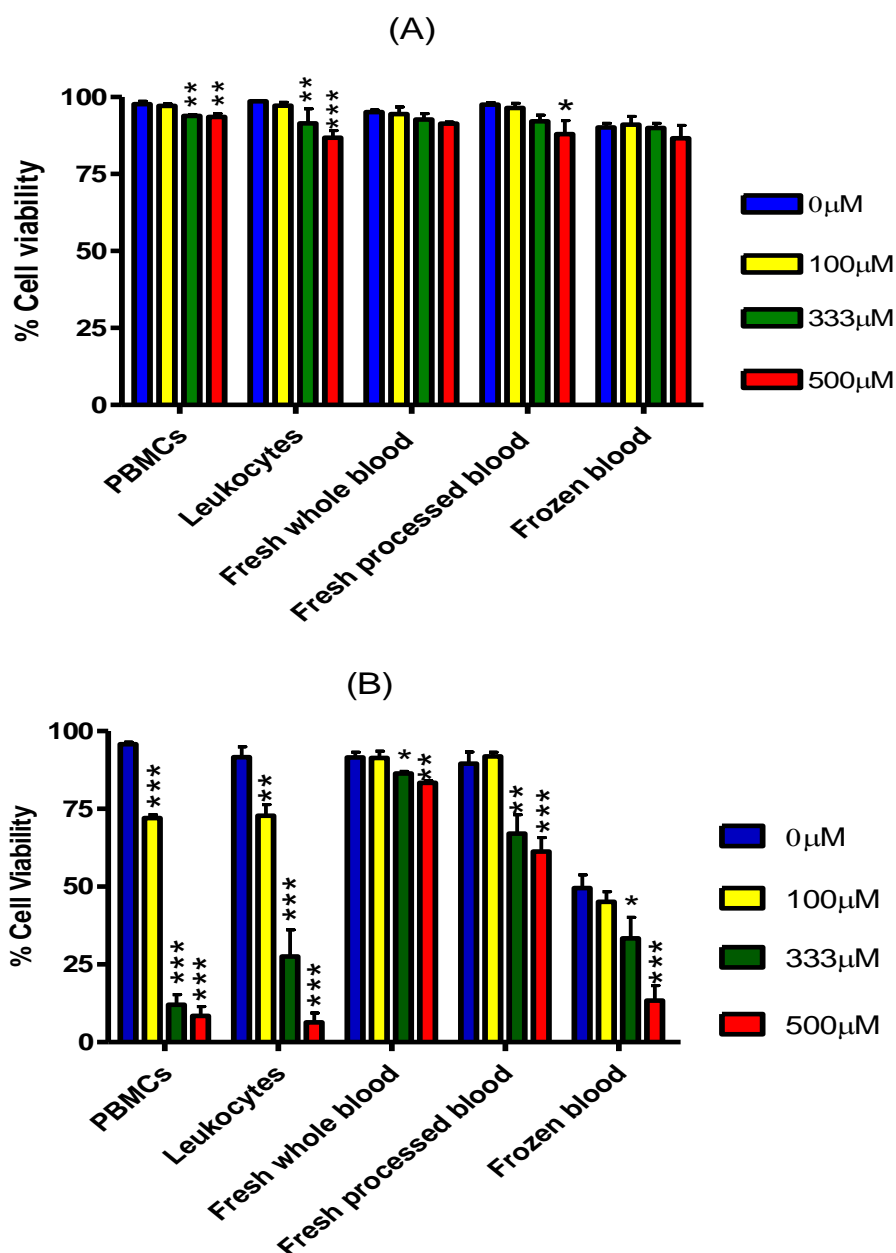 (A)
** ** ** *** *
100
75
50
25
0
% Cell viability
PBMCs
Leukocytes
Fresh whole blood
Fresh processed blood
Frozen blood
0μM
100μM
333μM
500μM
(B)
*** *** *** ** *** *** * ** ** *** * ***
100
75
50
25
0
% Cell Viability
PBMCs
Leukocytes
Fresh whole blood
Fresh processed blood
Frozen blood
0μM
100μM
333μM
500μM